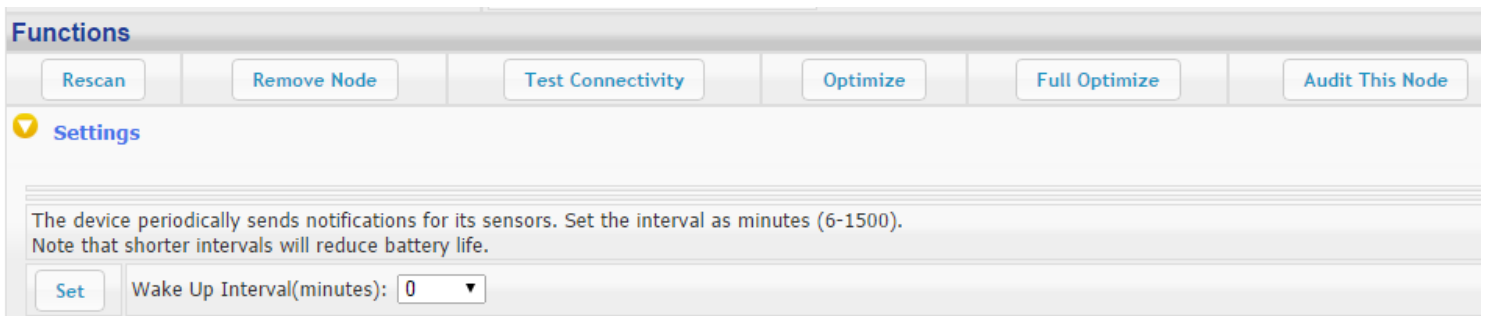 Functions
Rescan Remove Node Test Connectivity Optimize Full Optimize Audit This Node
Settings
The device periodically sends notifications for its sensors. Set the interval as minutes (6-1500).
Note that shorter intervals will reduce battery life.
Set Wake Up Interval(minutes): 0